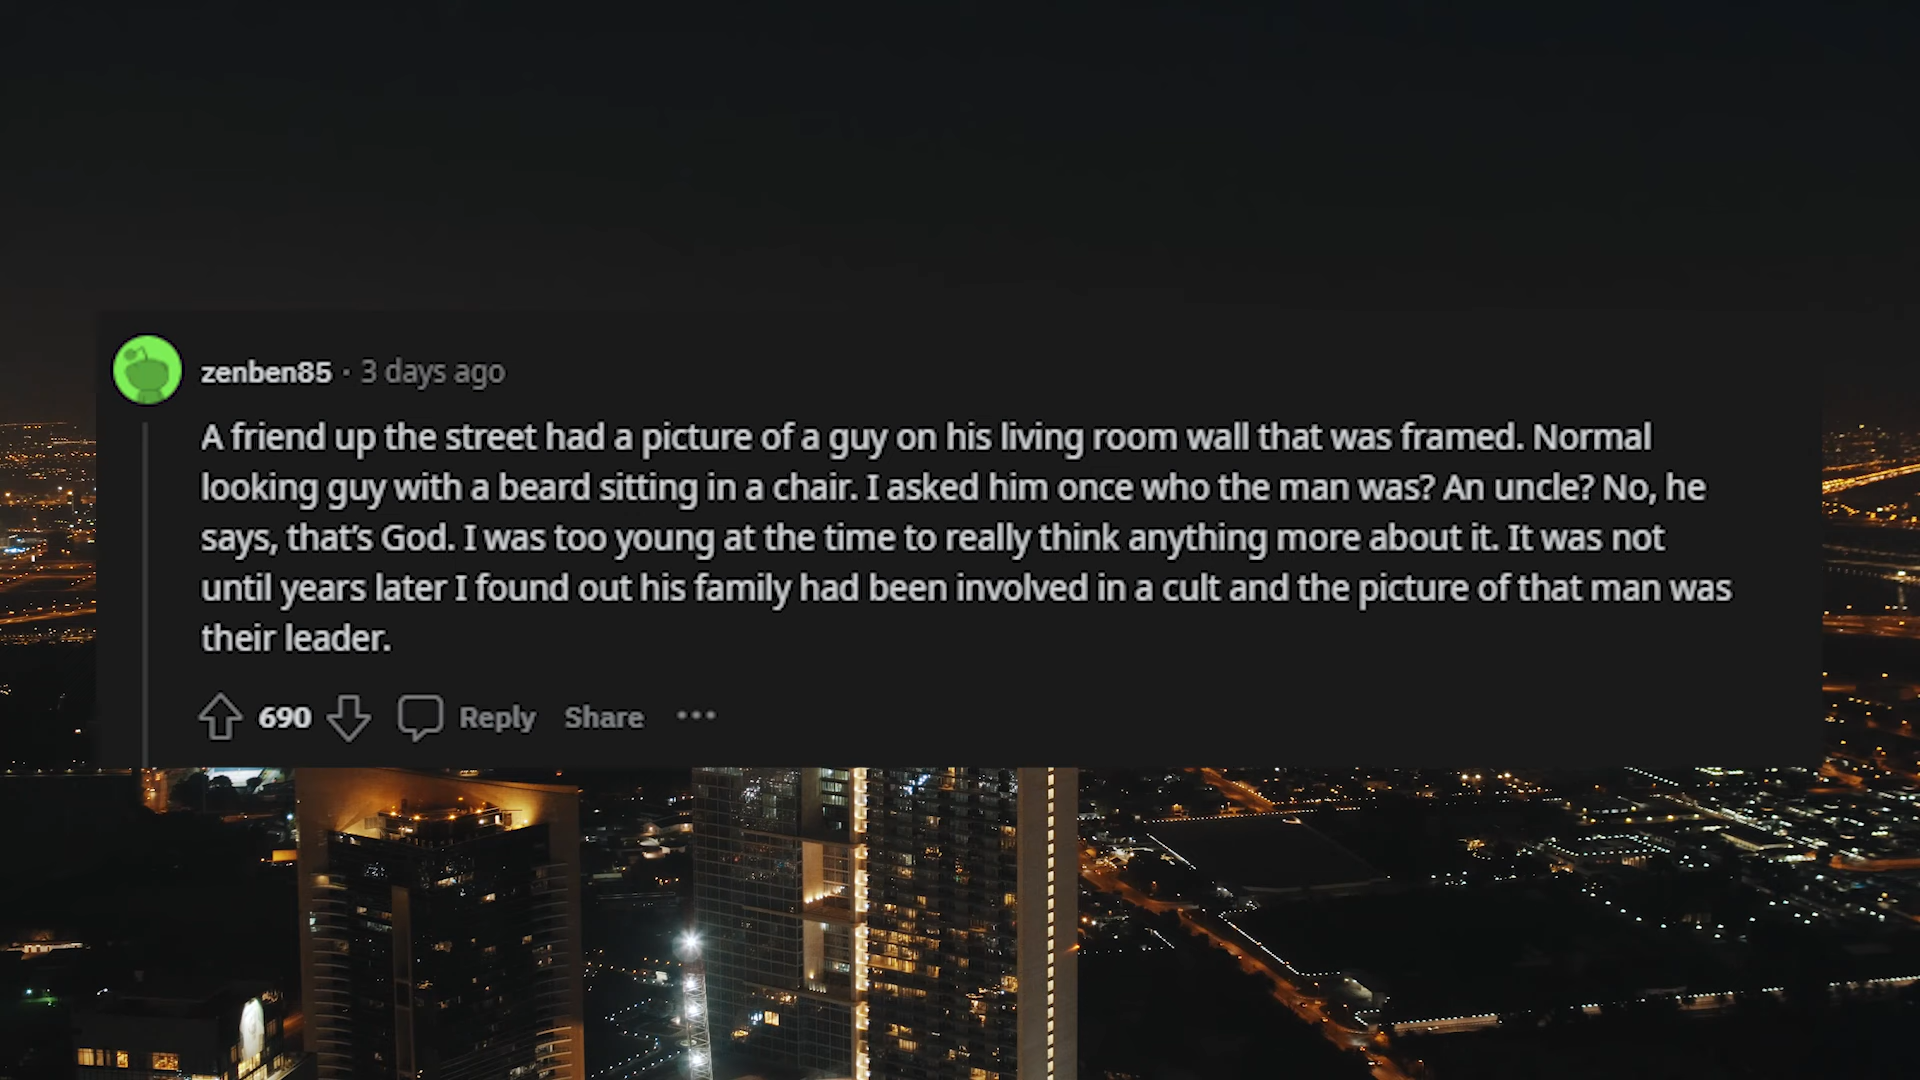 zenben85 · 3 days ago
A friend up the street had a picture of a guy on his living room wall that was framed. Normal
looking guy with a beard sitting in a chair. I asked him once who the man was? An uncle? No, he
says, that's God. I was too young at the time to really think anything more about it. It was not
until years later I found out his family had been involved in a cult and the picture of that man was
their leader.
690 Reply Share ···